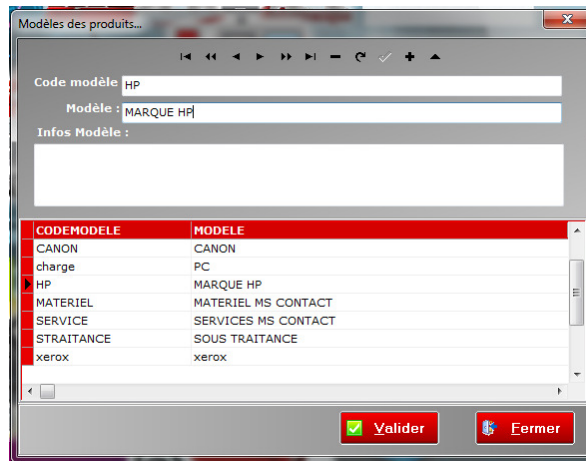 Modèles des produits...
Code modèle HP
Modèle : MARQUE HP
Infos Modèle :
CODEMODELE MODELE
CANON CANON
charge PC
HP MARQUE HP
MATERIEL MATERIEL MS CONTACT
SERVICE SERVICES MS CONTACT
STRAITANCE SOUS TRAITANCE
xerox xerox
Valider Fermer